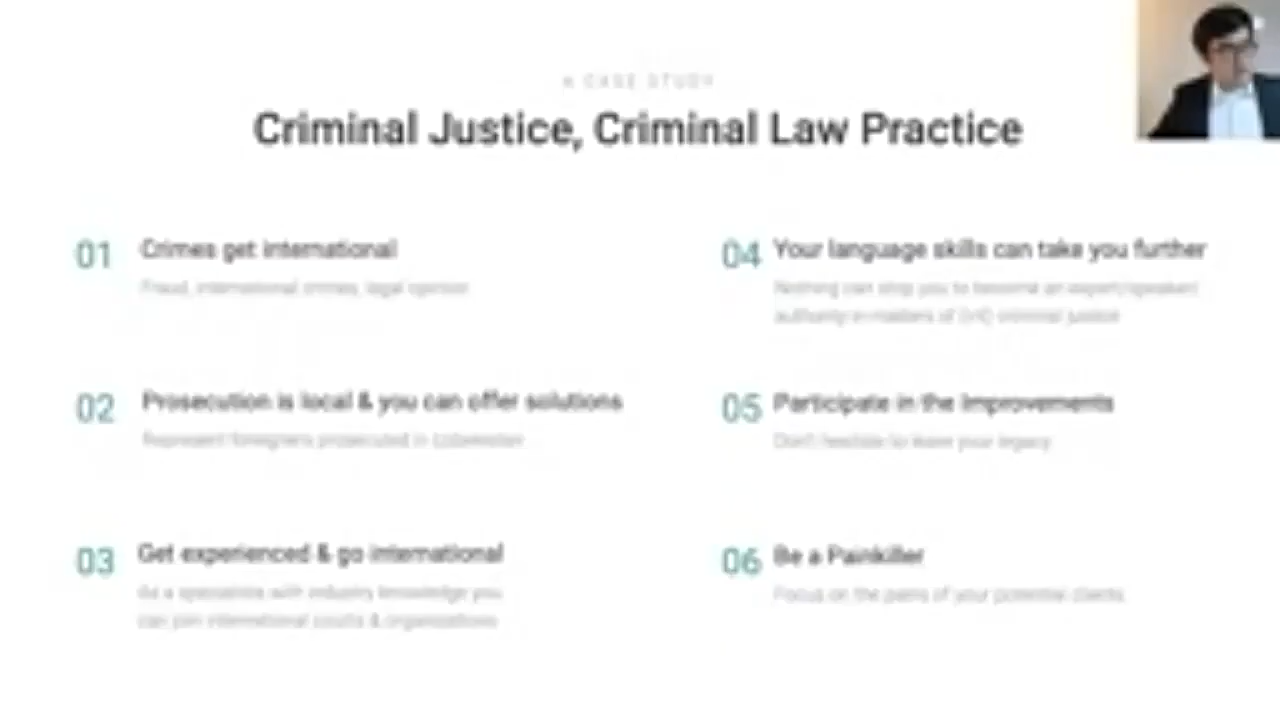 A CASE STUDY
Criminal Justice, Criminal Law Practice
01 Crimes get international
Fraud, international crimes, legal opinion
02 Prosecution is local & you can offer solutions
Represent foreigners prosecuted in
03 Get experienced & go international
As a specialists with industry knowledge you
can join international courts & organizations
04 Your language skills can take you further
Nothing can stop you to become an expert/speaker/
authority in matters of criminal justice
05 Participate in the improvements
Don't hesitate to leave your legacy
06 Be a Painkiller
Focus on the pains of your potential clients